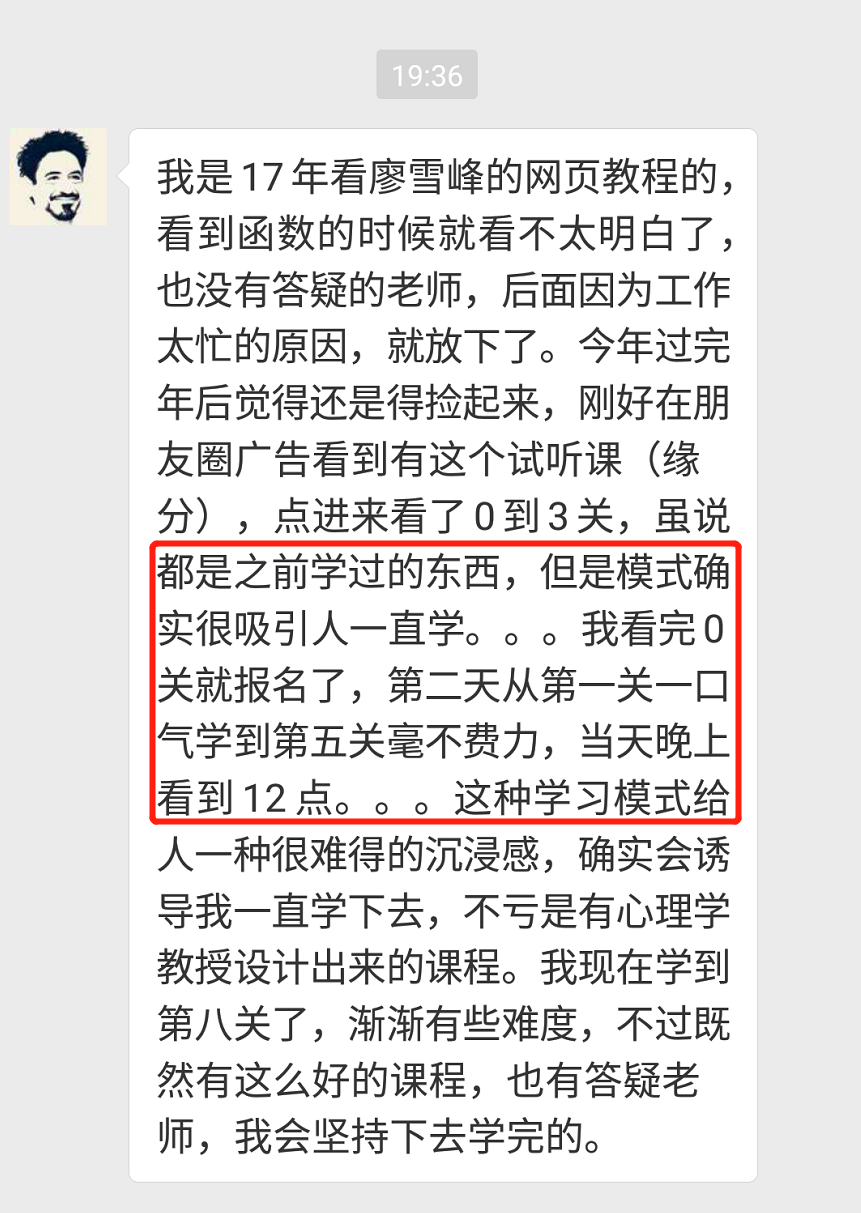 19:36
我是17年看廖雪峰的网页教程的，
看到函数的时候就看不太明白了，
也没有答疑的老师，后面因为工作
太忙的原因，就放下了。今年过完
年后觉得还是得捡起来，刚好在朋
友圈广告看到有这个试听课（缘
分），点进来看了0到3关，虽说
都是之前学过的东西，但是模式确
实很吸引人一直学。。。我看完0
关就报名了，第二天从第一关一口
气学到第五关毫不费力，当天晚上
看到12点。。。这种学习模式给
人一种很难得的沉浸感，确实会诱
导我一直学下去，不亏是有心理学
教授设计出来的课程。我现在学到
第八关了，渐渐有些难度，不过既
然有这么好的课程，也有答疑老
师，我会坚持下去学完的。